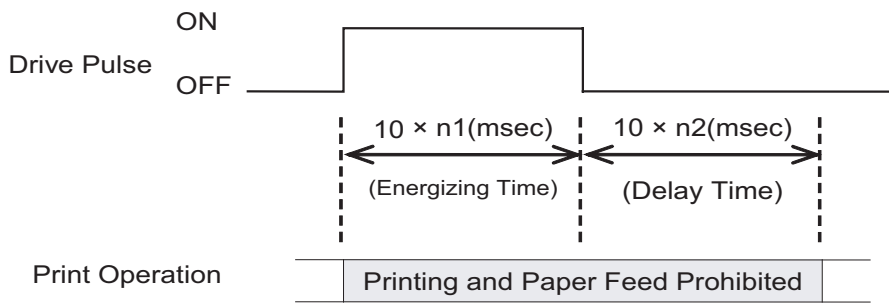 ON
Drive Pulse
OFF
10 × n1(msec)
10 × n2(msec)
(Energizing Time)
(Delay Time)
Print Operation
Printing and Paper Feed Prohibited